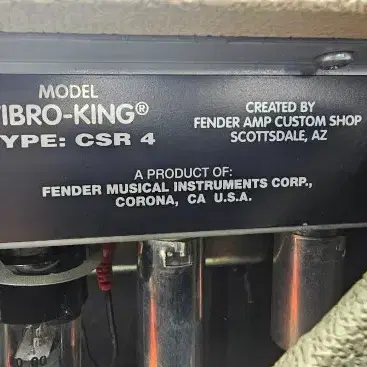 MODEL
IBRO-KING®
YPE: CSR 4
CREATED BY
FENDER AMP CUSTOM SHOP
SCOTTSDALE, AZ
A PRODUCT OF:
FENDER MUSICAL INSTRUMENTS CORP.,
CORONA, CA U.S.A.